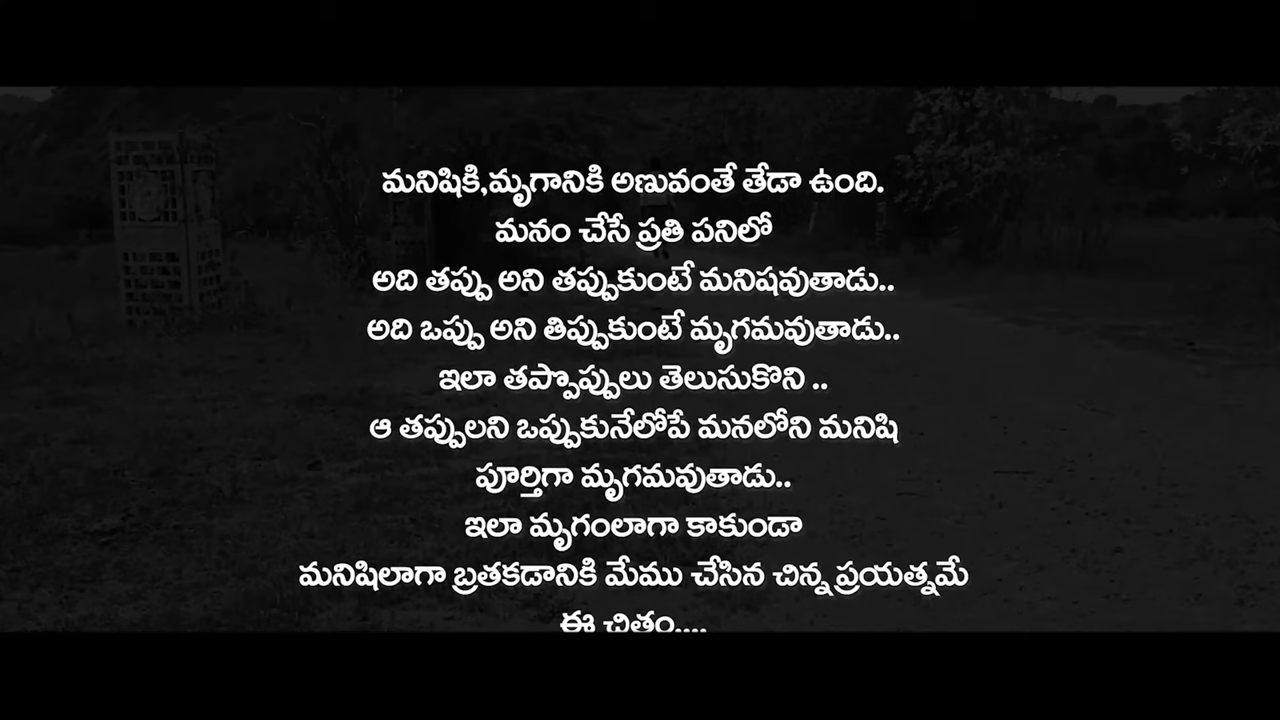 మనిషికి,మృగానికి అణువంతే తేడా ఉంది.
మనం చేసే ప్రతి పనిలో
అది తప్పు అని తప్పుకుంటే మనిషవుతాడు..
అది ఒప్పు అని తిప్పుకుంటే మృగమవుతాడు..
ఇలా తప్పొప్పులు తెలుసుకొని ..
ఆ తప్పులని ఒప్పుకునేలోపే మనలోని మనిషి
పూర్తిగా మృగమవుతాడు..
ఇలా మృగంలాగా కాకుండా
మనిషిలాగా బ్రతకడానికి మేము చేసిన చిన్న ప్రయత్నమే
ఈ చిత్రం....